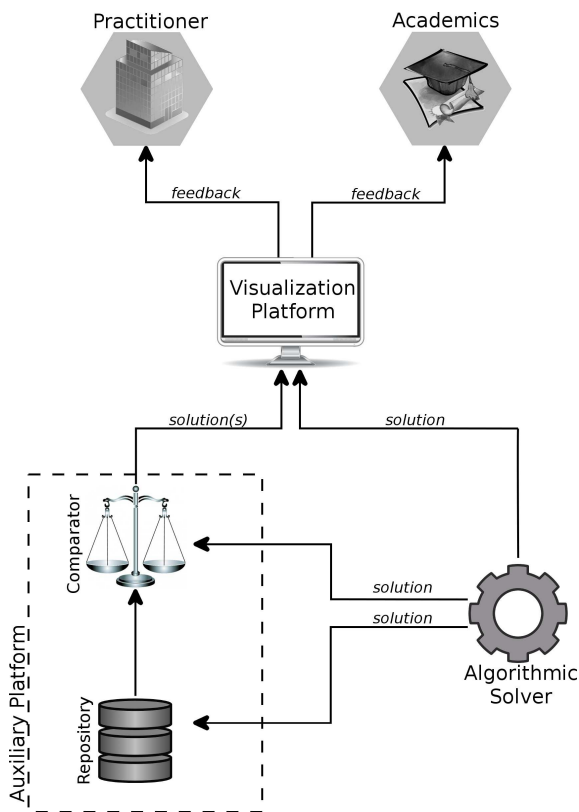 Practitioner
Academics
feedback
feedback
Visualization
Platform
solution(s)
solution
Comparator
solution
solution
Algorithmic
Solver
Repository
Auxiliary Platform